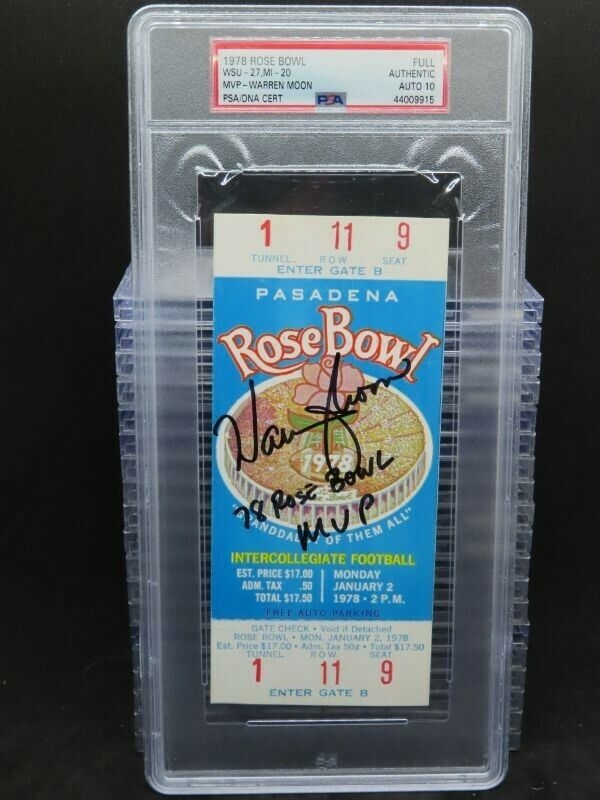 1978 ROSE BOWL FULL
WSU-27,MI-20 AUTHENTIC
MVP-WARREN MOON AUTO 10
PSA/DNA CERT PSA 44009915
1 11 9
TUNNEL ROW SEAT
ENTER GATE B
PASADENA
Rose Bowl
Warren Moon
1978
78 ROSE BOWL
MVP
OF THEM ALL"
INTERCOLLEGIATE FOOTBALL
EST. PRICE $17.00 MONDAY
ADM. TAX .50 JANUARY 2
TOTAL $17.50 1978 • 2 P.M.
FREE AUTO PARKING
GATE CHECK • Void if Detached
ROSE BOWL • MON. JANUARY 2, 1978
Est. Price $17.00 • Adm. Tax 50¢ • Total $17.50
TUNNEL ROW SEAT
1 11 9
ENTER GATE B